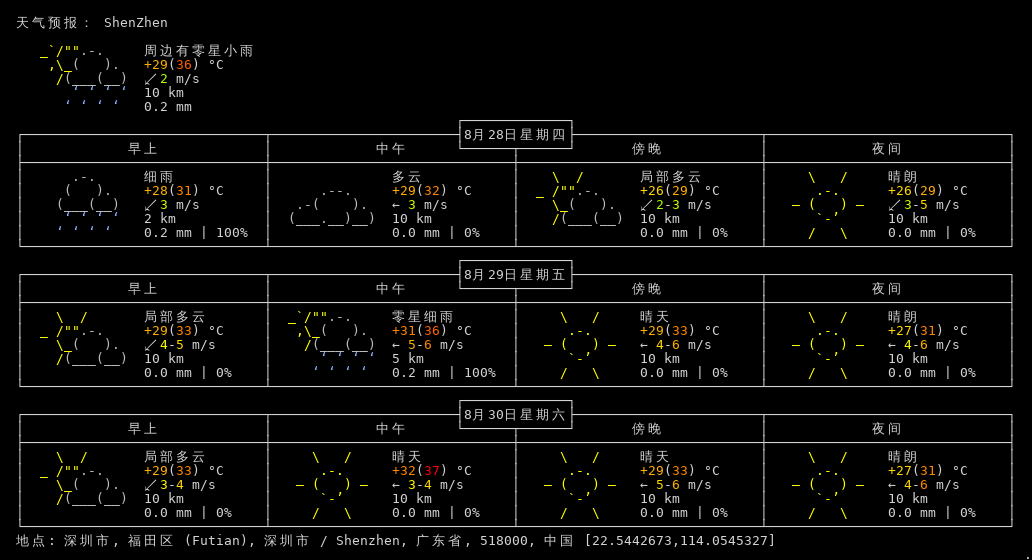 天气预报： ShenZhen
周边有零星小雨
+29(36) °C
↙2 m/s
10 km
0.2 mm
8月28日星期四
早上 中午 傍晚 夜间
细雨 多云 局部多云 晴朗
+28(31) °C +29(32) °C +26(29) °C +26(29) °C
↙3 m/s ← 3 m/s ↙2-3 m/s ↙3-5 m/s
2 km 10 km 10 km 10 km
0.2 mm | 100% 0.0 mm | 0% 0.0 mm | 0% 0.0 mm | 0%
8月29日星期五
早上 中午 傍晚 夜间
局部多云 零星细雨 晴天 晴朗
+29(33) °C +31(36) °C +29(33) °C +27(31) °C
↙4-5 m/s ← 5-6 m/s ← 4-6 m/s ← 4-6 m/s
10 km 5 km 10 km 10 km
0.0 mm | 0% 0.2 mm | 100% 0.0 mm | 0% 0.0 mm | 0%
8月30日星期六
早上 中午 傍晚 夜间
局部多云 晴天 晴天 晴朗
+29(33) °C +32(37) °C +29(33) °C +27(31) °C
↙3-4 m/s ← 3-4 m/s ← 5-6 m/s ← 4-6 m/s
10 km 10 km 10 km 10 km
0.0 mm | 0% 0.0 mm | 0% 0.0 mm | 0% 0.0 mm | 0%
地点: 深圳市, 福田区 (Futian), 深圳市 / Shenzhen, 广东省, 518000, 中国 [22.5442673,114.0545327]